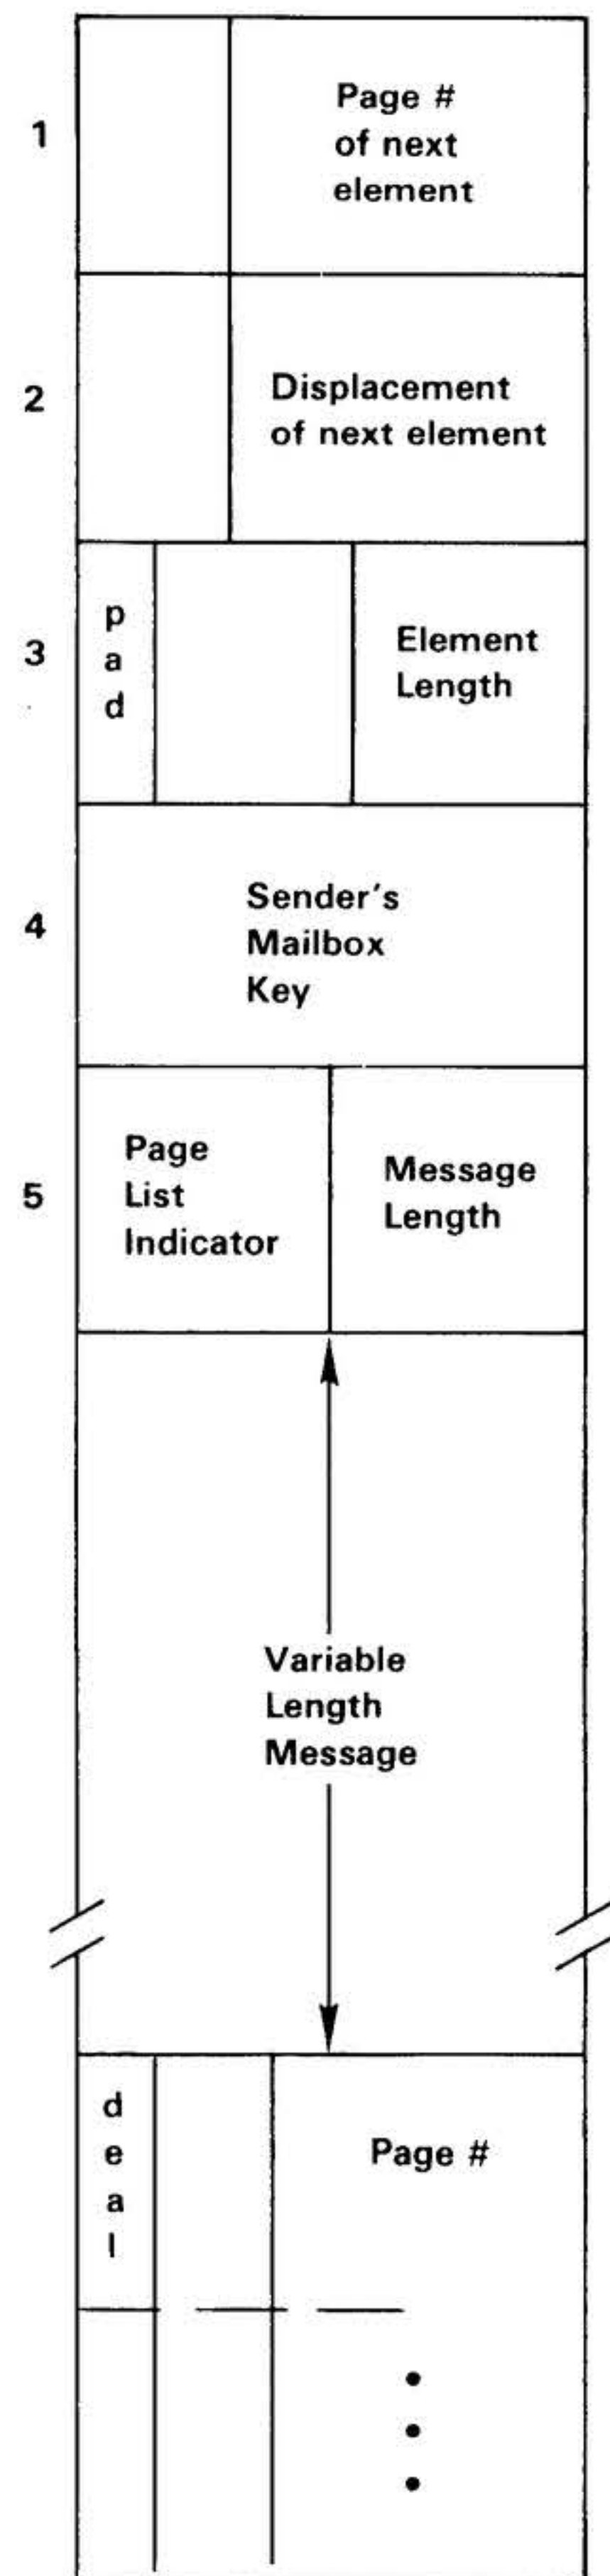 1
Page #
of next
element
2
Displacement
of next element
3
p
a
d
Element
Length
4
Sender's
Mailbox
Key
5
Page
List
Indicator
Message
Length
Variable
Length
Message
d
e
a
l
Page #